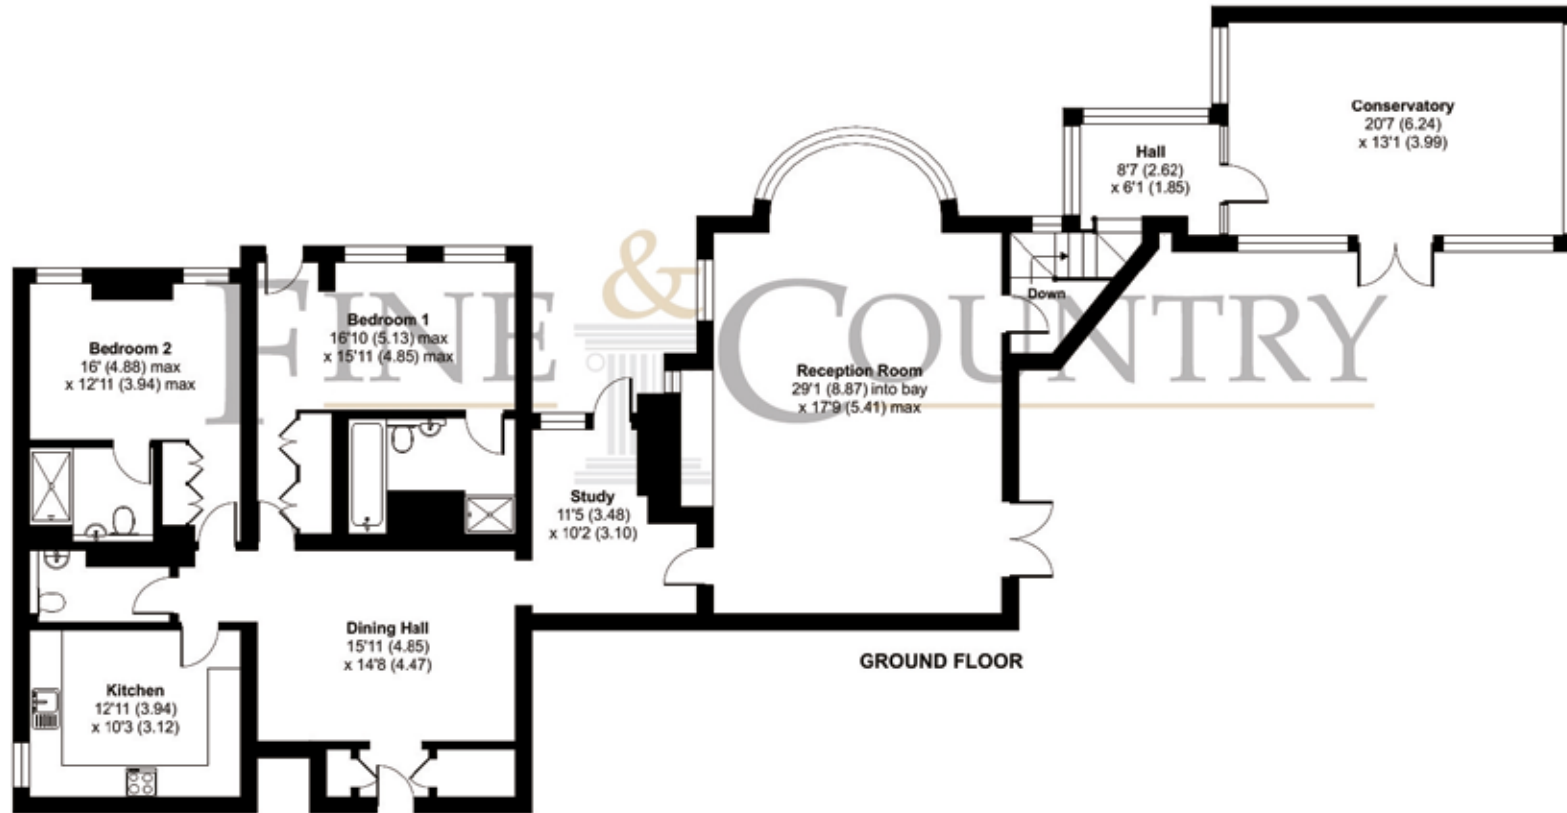 Conservatory
20'7 (6.24)
x 13'1 (3.99)
Hall
8'7 (2.62)
x 6'1 (1.85)
FINE & COUNTRY
Down
Bedroom 1
16'10 (5.13) max
x 15'11 (4.85) max
Bedroom 2
16' (4.88) max
x 12'11 (3.94) max
Reception Room
29'1 (8.87) into bay
x 17'9 (5.41) max
Study
11'5 (3.48)
x 10'2 (3.10)
Dining Hall
15'11 (4.85)
x 14'8 (4.47)
Kitchen
12'11 (3.94)
x 10'3 (3.12)
GROUND FLOOR